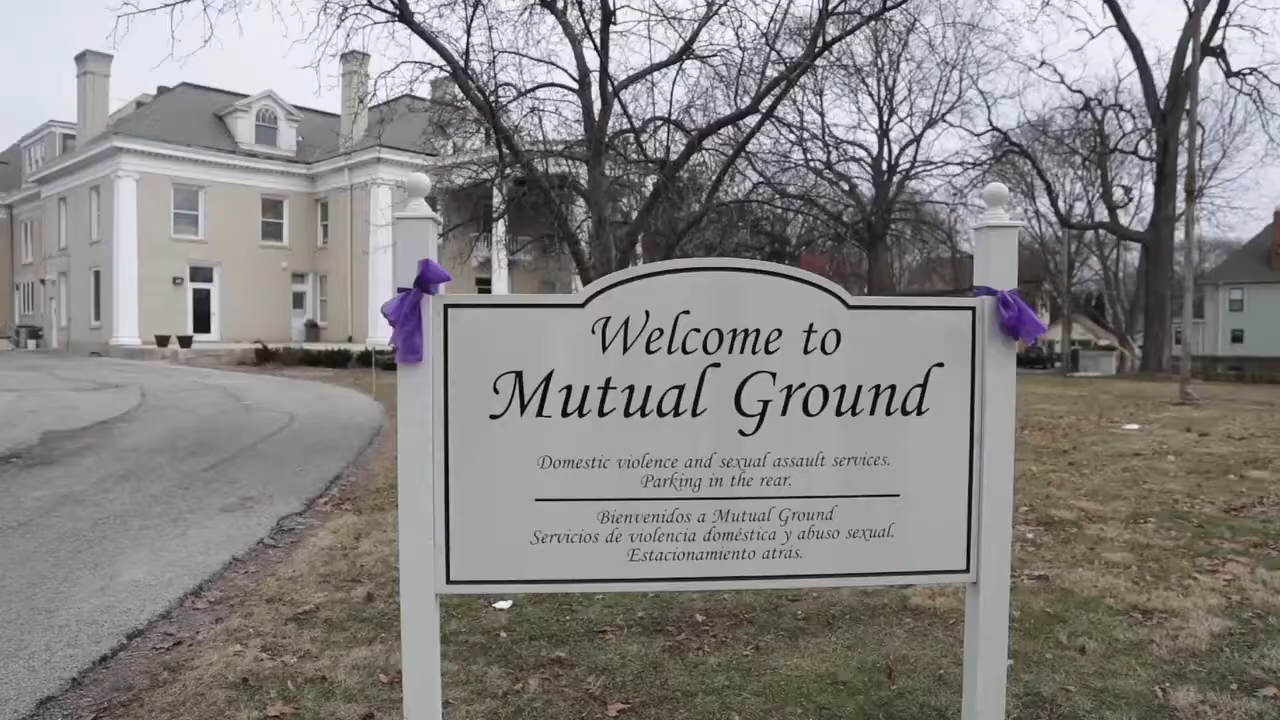 Welcome to
Mutual Ground
Domestic violence and sexual assault services.
Parking in the rear.
Bienvenidos a Mutual Ground
Servicios de violencia doméstica y abuso sexual.
Estacionamiento atrás.